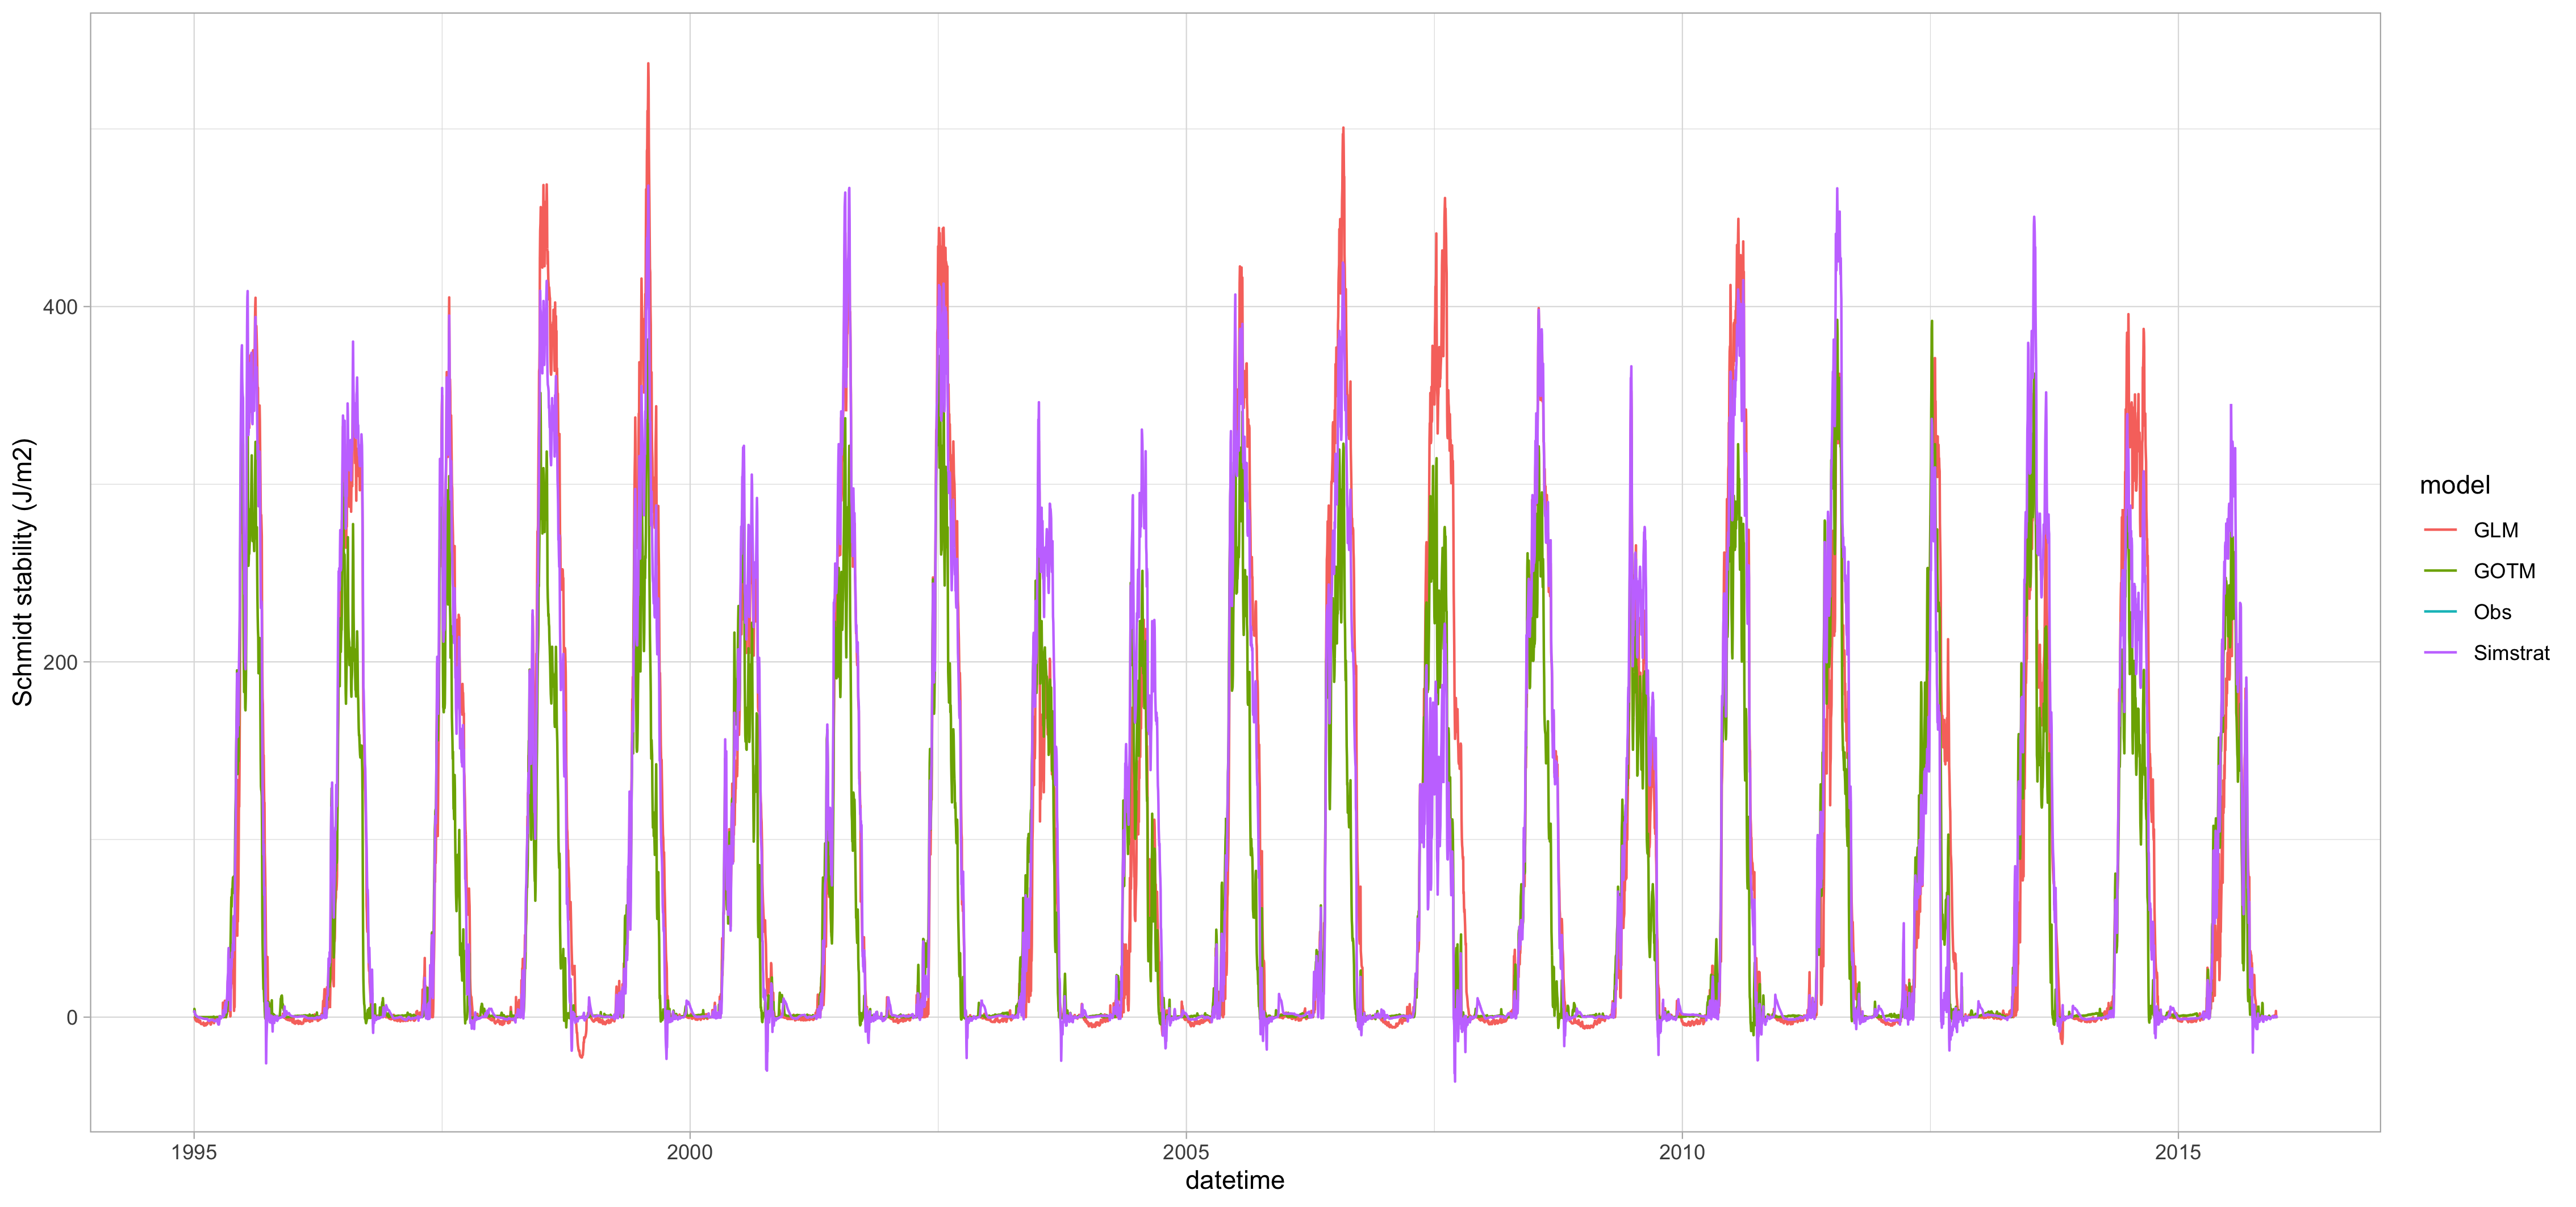 Schmidt stability (J/m2)
400
200
0
1995
2000
2005
2010
2015
datetime
model
GLM
GOTM
Obs
Simstrat